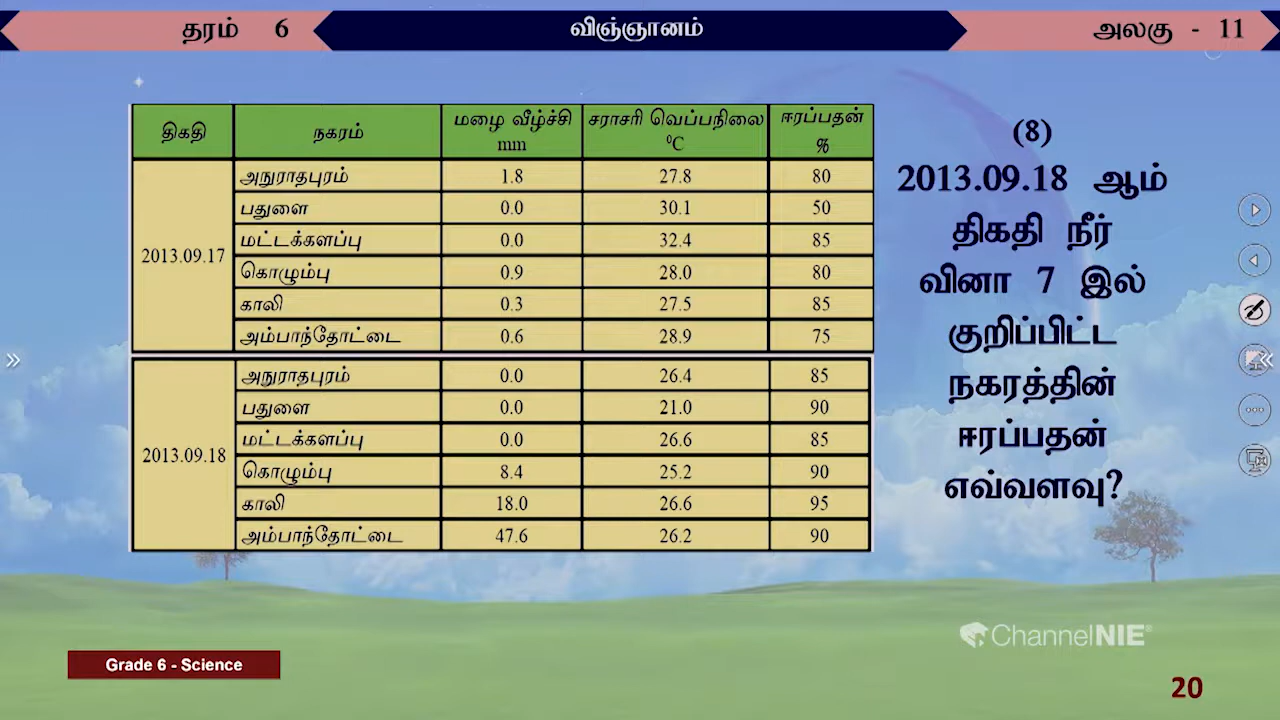 தரம் 6
விஞ்ஞானம்
அலகு - 11
திகதி நகரம் மழை வீழ்ச்சி mm சராசரி வெப்பநிலை ⁰C ஈரப்பதன் %
2013.09.17
அநுராதபுரம் 1.8 27.8 80
பதுளை 0.0 30.1 50
மட்டக்களப்பு 0.0 32.4 85
கொழும்பு 0.9 28.0 80
காலி 0.3 27.5 85
அம்பாந்தோட்டை 0.6 28.9 75
2013.09.18
அநுராதபுரம் 0.0 26.4 85
பதுளை 0.0 21.0 90
மட்டக்களப்பு 0.0 26.6 85
கொழும்பு 8.4 25.2 90
காலி 18.0 26.6 95
அம்பாந்தோட்டை 47.6 26.2 90
(8)
2013.09.18 ஆம்
திகதி நீர்
வினா 7 இல்
குறிப்பிட்ட
நகரத்தின்
ஈரப்பதன்
எவ்வளவு?
ChannelNIE
Grade 6 - Science
20